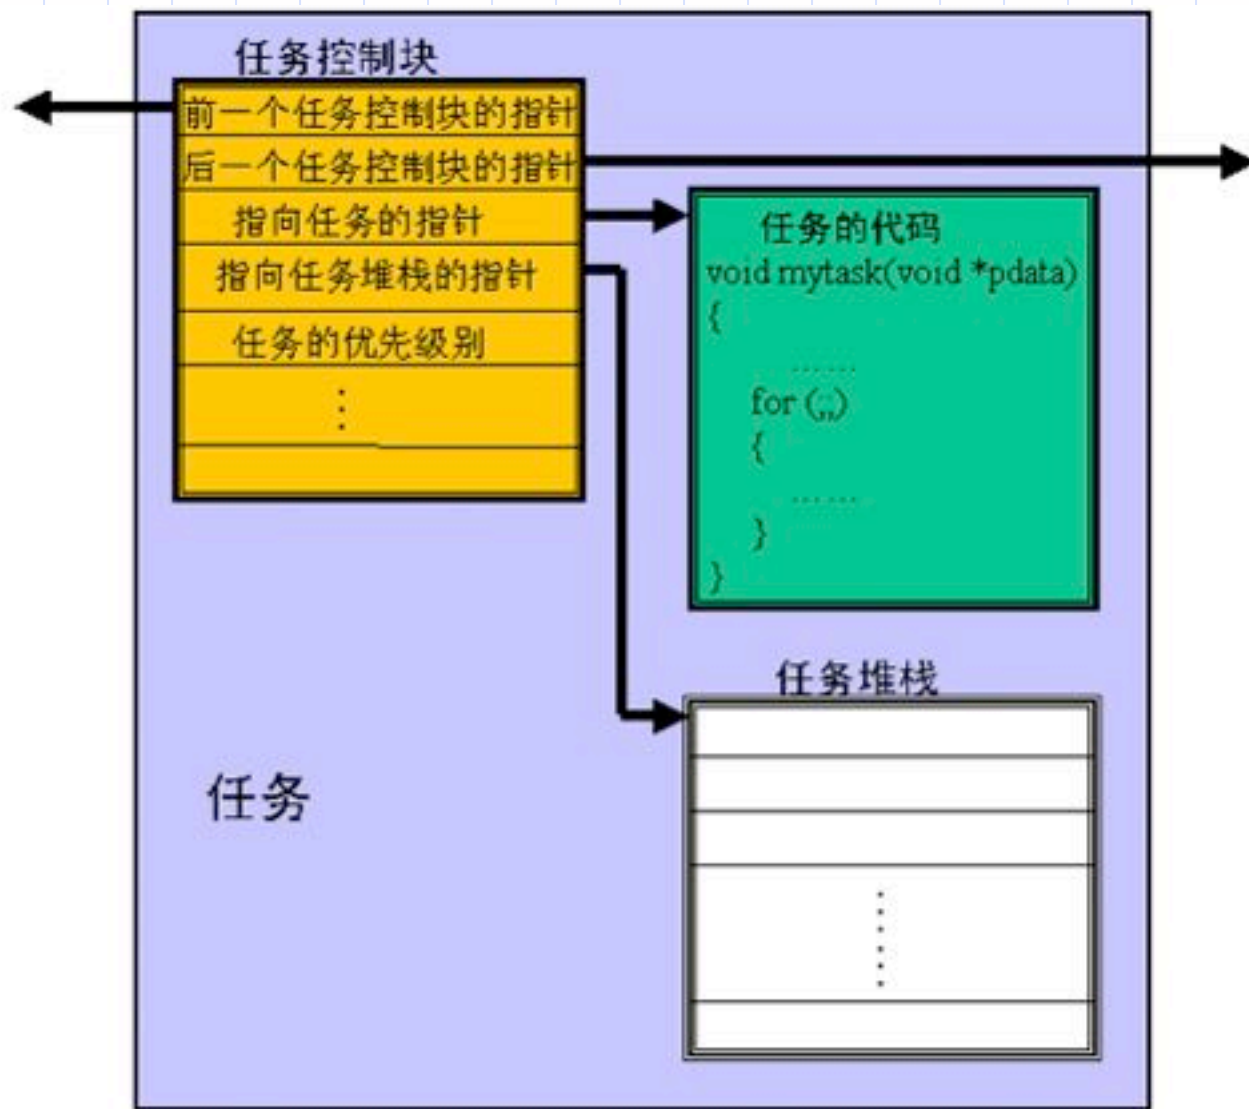 任务控制块
前一个任务控制块的指针
后一个任务控制块的指针
指向任务的指针
指向任务堆栈的指针
任务的优先级别
任务的代码
void mytask(void *pdata)
{
……
for (;;)
{
……
}
}
任务堆栈
任务